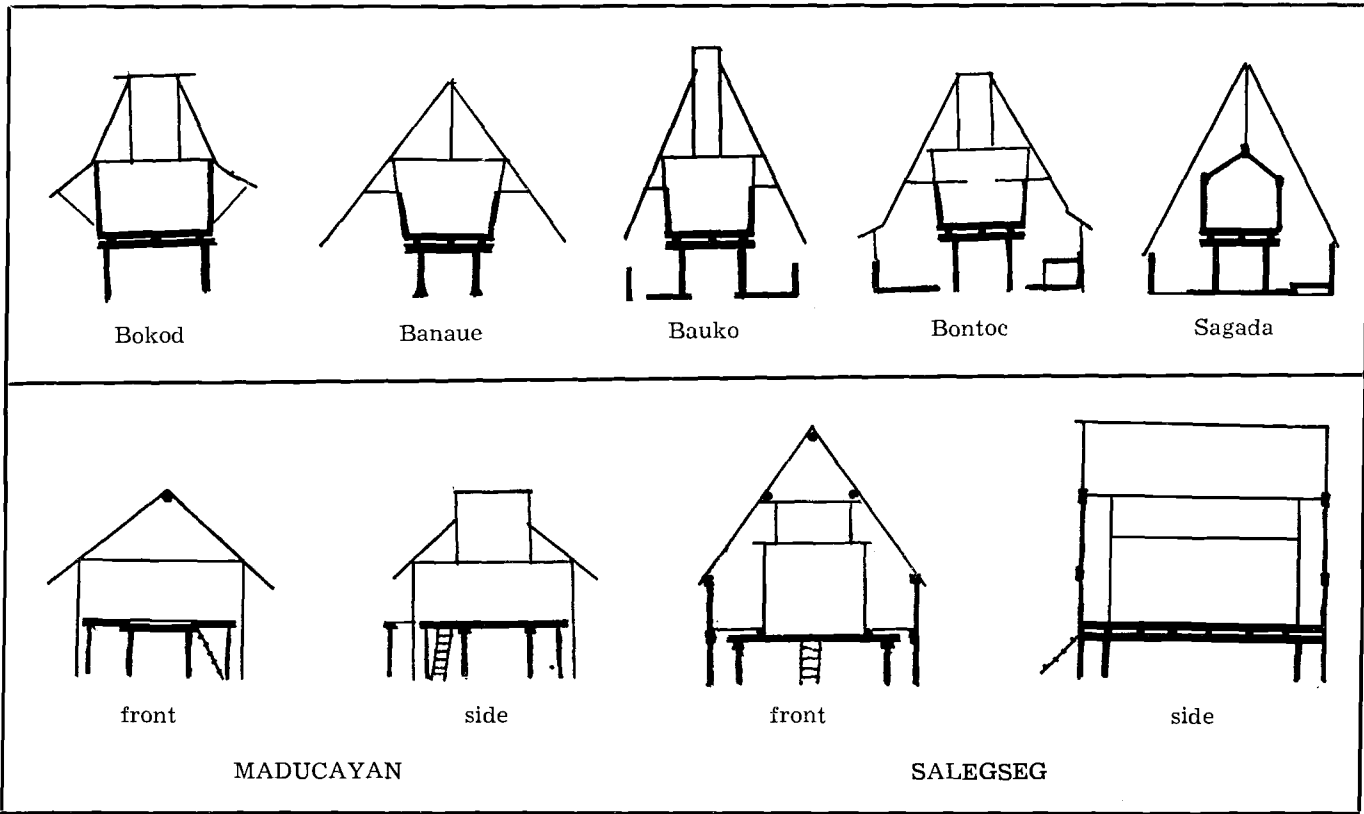 Bokod
Banaue
Bauko
Bontoc
Sagada
front
side
front
side
MADUCAYAN
SALEGSEG